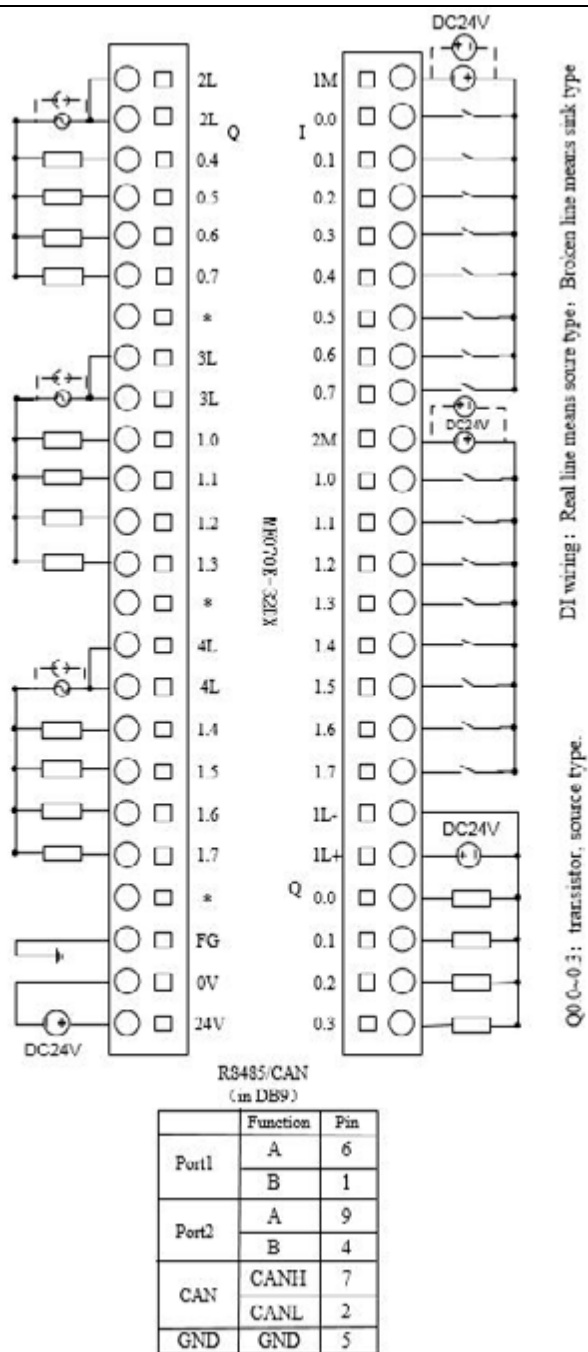 DC24V
2L
2L
Q
0.4
0.5
0.6
0.7
*
3L
3L
1.0
1.1
1.2
1.3
*
4L
4L
1.4
1.5
1.6
1.7
*
FG
0V
24V
DC24V
1M
I
0.0
0.1
0.2
0.3
0.4
0.5
0.6
0.7
DC24V
2M
1.0
1.1
1.2
1.3
1.4
1.5
1.6
1.7
1L-
DC24V
1L+
Q
0.0
0.1
0.2
0.3
DI wiring: Real line means soure type; Broken line means sink type
Q0.0~0.3: transistor, source type.
RS485/CAN
(in DB9)
Function Pin
Port1 A 6
B 1
Port2 A 9
B 4
CAN CANH 7
CANL 2
GND GND 5